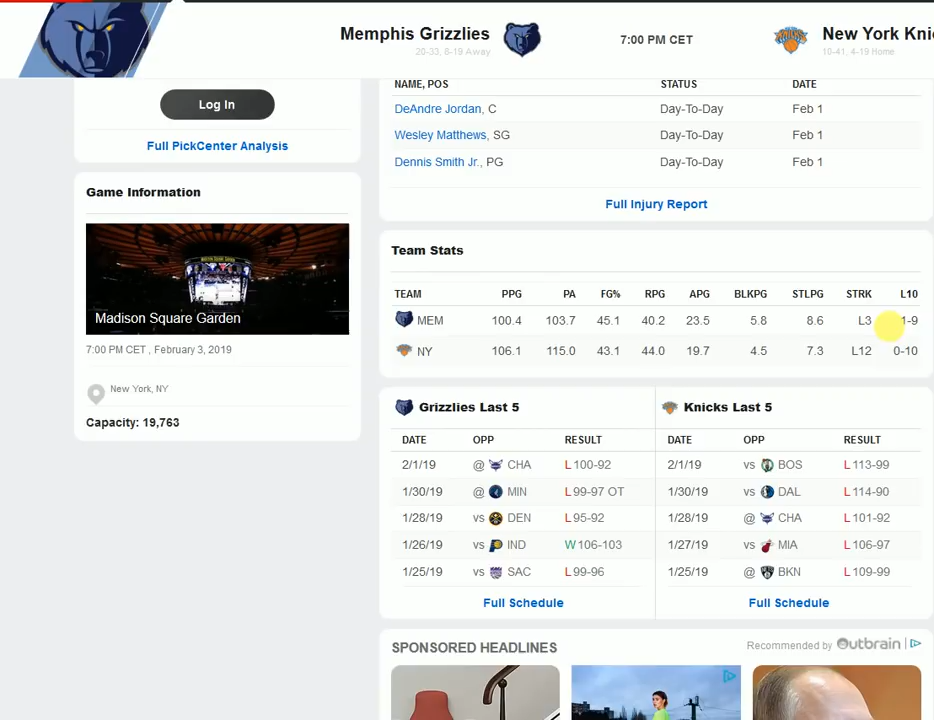 Memphis Grizzlies
20-33, 8-19 Away
7:00 PM CET
New York Kni
10-41, 4-19 Home
Log In
Full PickCenter Analysis
Game Information
Madison Square Garden
7:00 PM CET , February 3, 2019
New York, NY
Capacity: 19,763
NAME, POS STATUS DATE
DeAndre Jordan, C Day-To-Day Feb 1
Wesley Matthews, SG Day-To-Day Feb 1
Dennis Smith Jr., PG Day-To-Day Feb 1
Full Injury Report
Team Stats
TEAM PPG PA FG% RPG APG BLKPG STLPG STRK L10
MEM 100.4 103.7 45.1 40.2 23.5 5.8 8.6 L3 1-9
NY 106.1 115.0 43.1 44.0 19.7 4.5 7.3 L12 0-10
Grizzlies Last 5
DATE OPP RESULT
2/1/19 @ CHA L 100-92
1/30/19 @ MIN L 99-97 OT
1/28/19 vs DEN L 95-92
1/26/19 vs IND W 106-103
1/25/19 vs SAC L 99-96
Full Schedule
Knicks Last 5
DATE OPP RESULT
2/1/19 vs BOS L 113-99
1/30/19 vs DAL L 114-90
1/28/19 @ CHA L 101-92
1/27/19 vs MIA L 106-97
1/25/19 @ BKN L 109-99
Full Schedule
SPONSORED HEADLINES
Recommended by Outbrain